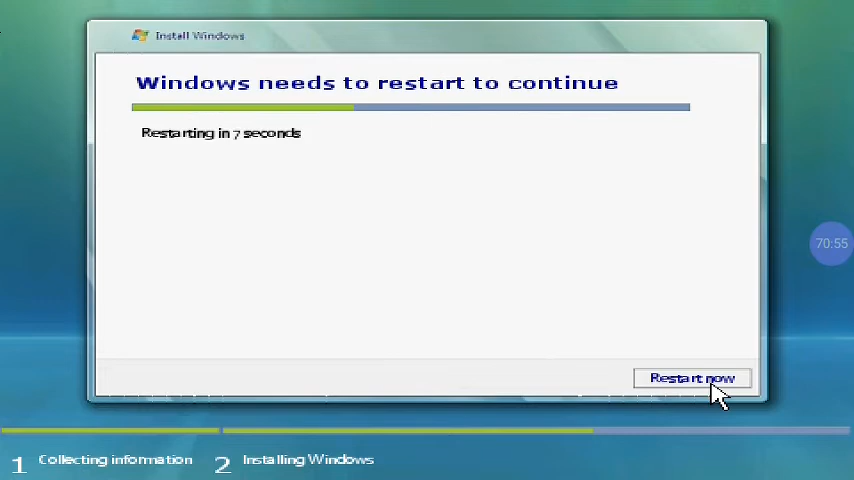 Install Windows
Windows needs to restart to continue
Restarting in 7 seconds
70:55
Restart now
1 Collecting information 2 Installing Windows